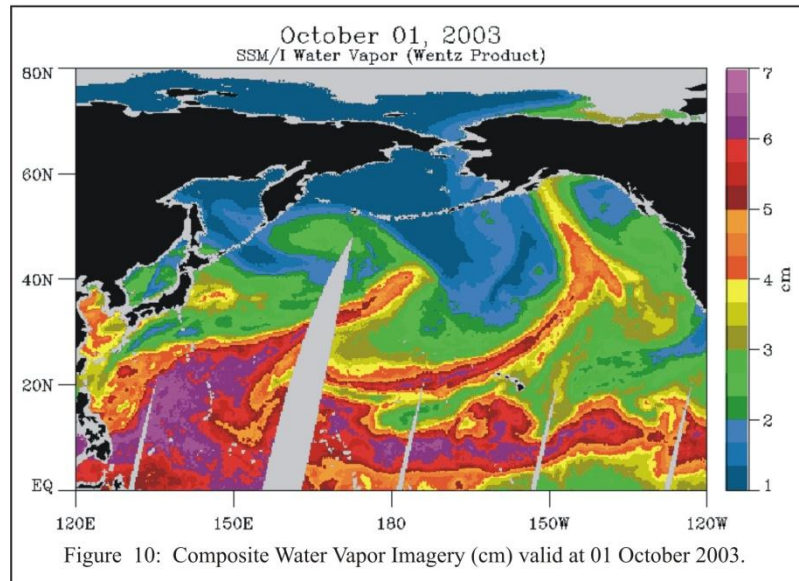 October 01, 2003
SSM/I Water Vapor (Wentz Product)
80N
60N
40N
20N
EQ
120E
150E
180
150W
120W
7
6
5
4
3
2
1
cm
Figure 10: Composite Water Vapor Imagery (cm) valid at 01 October 2003.